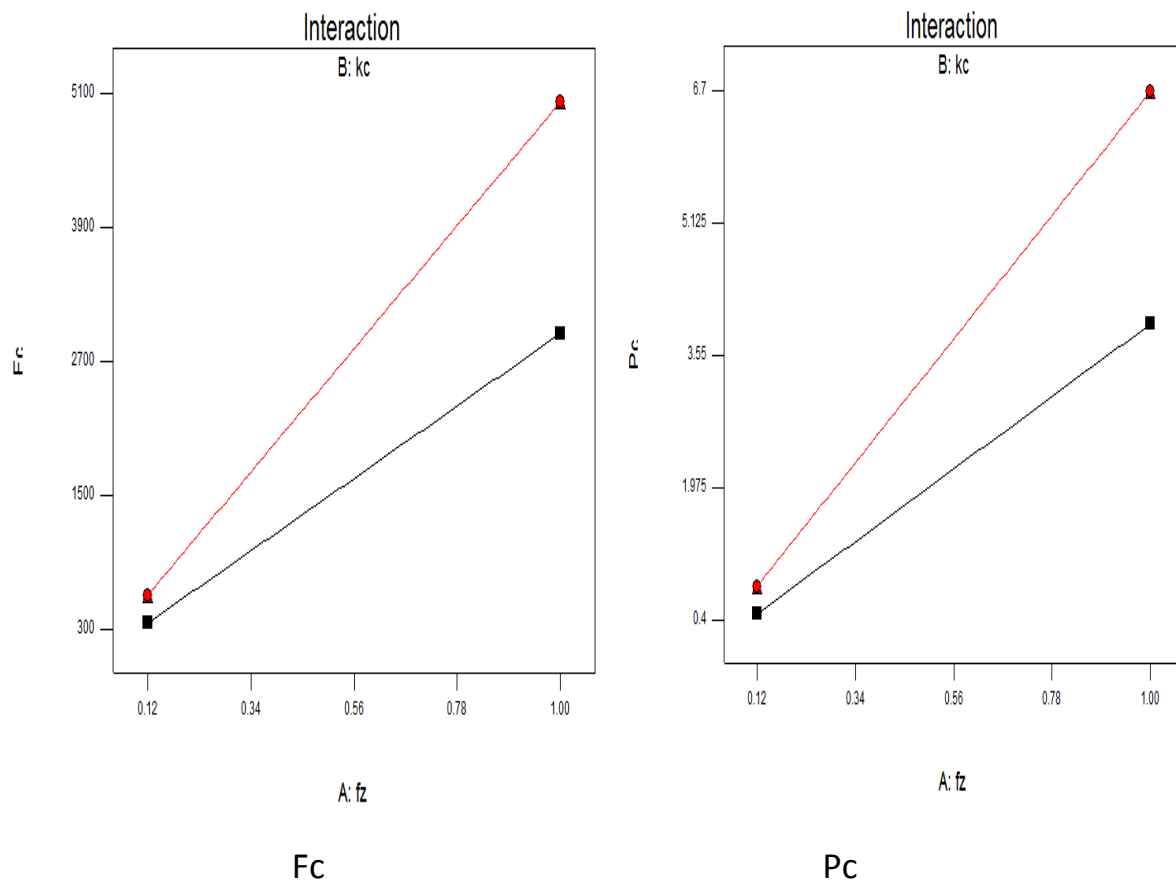 Interaction
B: kc
5100
3900
2700
1500
300
Fc
0.12 0.34 0.56 0.78 1.00
A: fz
Fc
Interaction
B: kc
6.7
5.125
3.55
1.975
0.4
Pc
0.12 0.34 0.56 0.78 1.00
A: fz
Pc